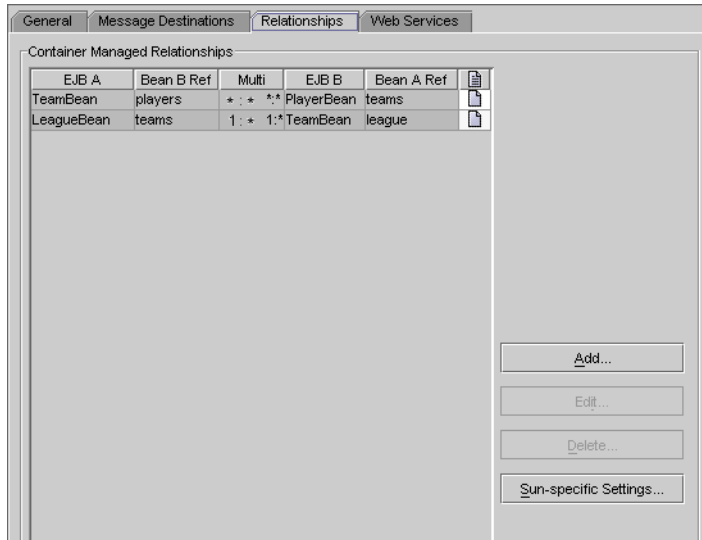 General Message Destinations Relationships Web Services
Container Managed Relationships
EJB A Bean B Ref Multi EJB B Bean A Ref
TeamBean players * : * *:* PlayerBean teams
LeagueBean teams 1 : * 1:* TeamBean league
Add...
Edit...
Delete...
Sun-specific Settings...